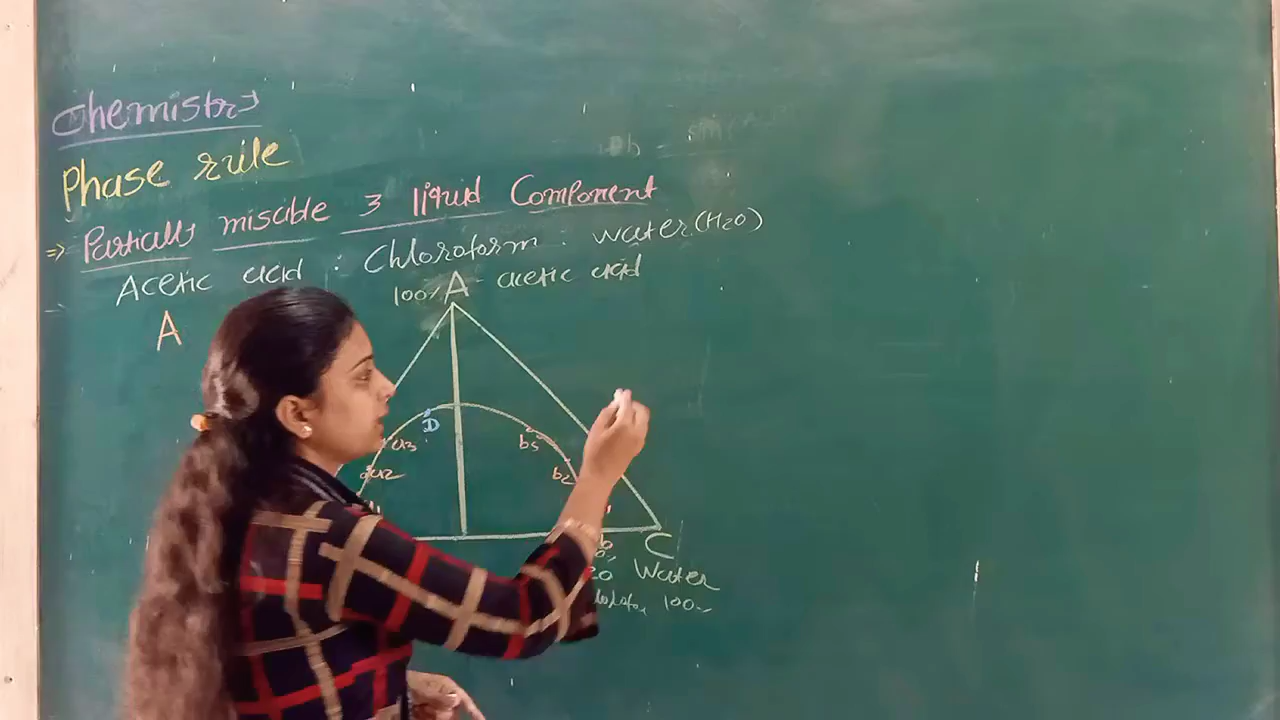 Chemistry
Phase rule
=> Partially miscible 3 liquid Component
Acetic acid : Chloroform : water (H2O)
100% A - acetic acid
A
D
a3
b3
a2
b2
C
Water
100%